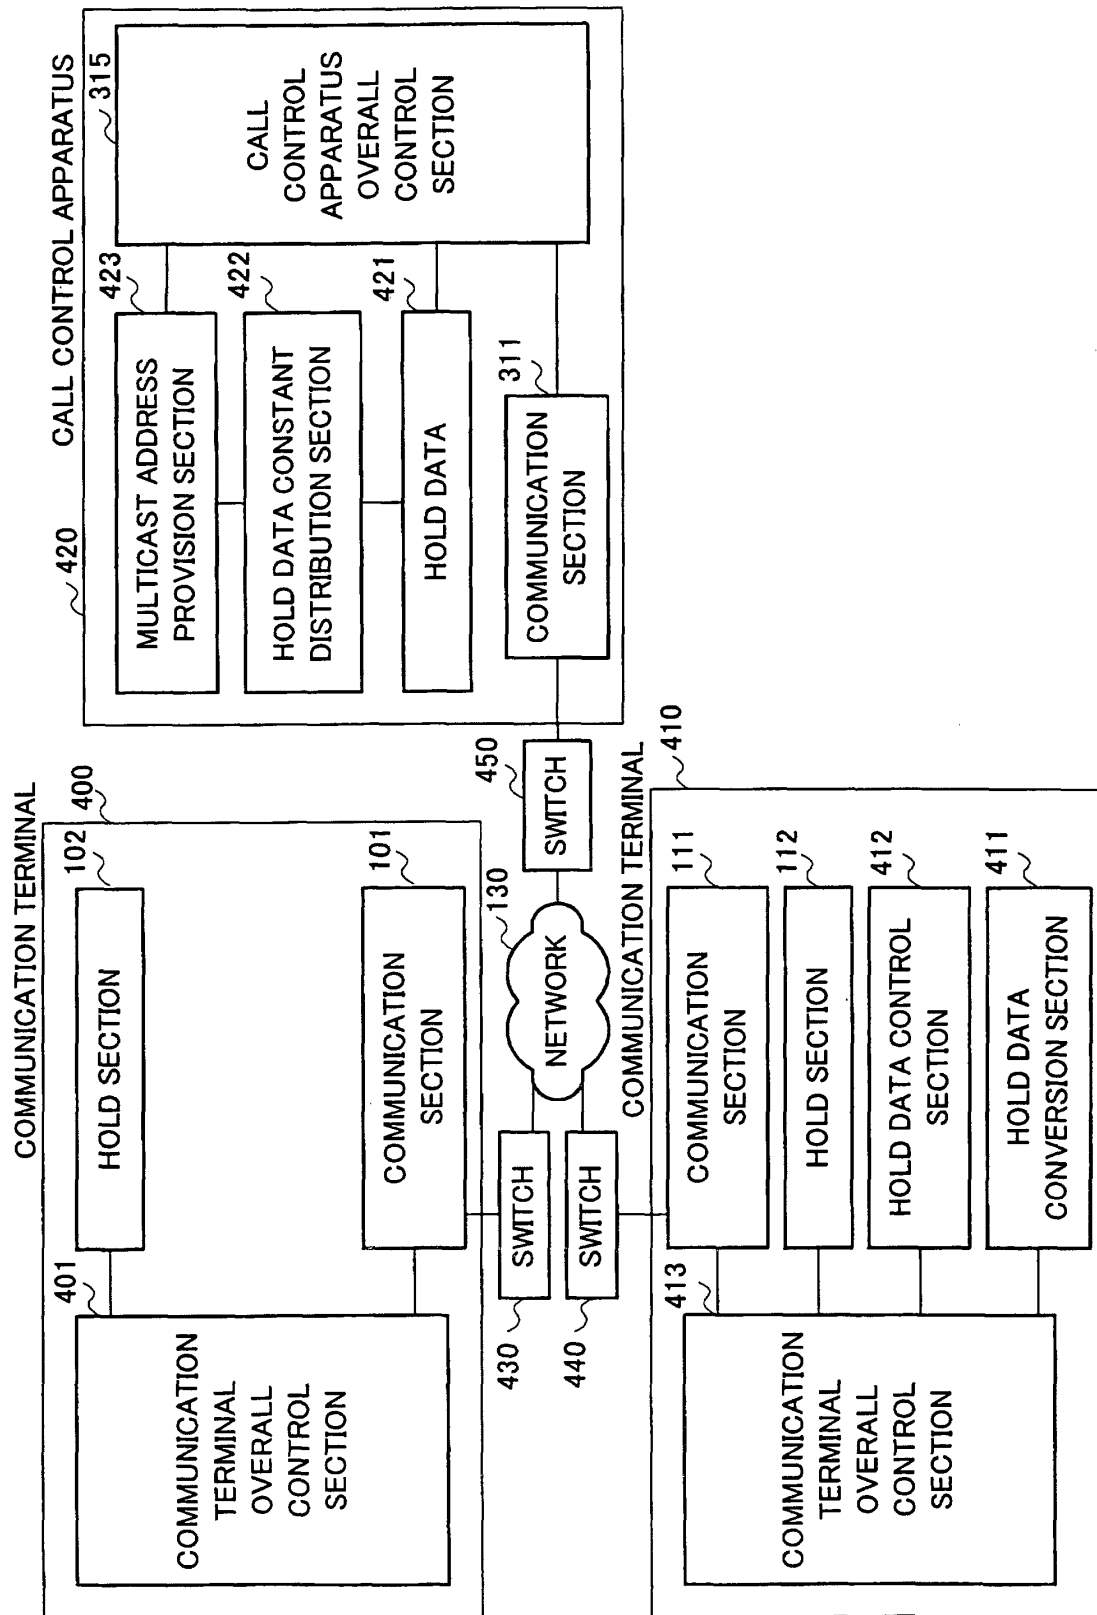 COMMUNICATION TERMINAL
400
COMMUNICATION
TERMINAL
OVERALL
CONTROL
SECTION
401
HOLD SECTION
102
COMMUNICATION
SECTION
101
CALL CONTROL APPARATUS
420
MULTICAST ADDRESS
PROVISION SECTION
423
HOLD DATA CONSTANT
DISTRIBUTION SECTION
422
HOLD DATA
421
COMMUNICATION
SECTION
311
CALL
CONTROL
APPARATUS
OVERALL
CONTROL
SECTION
315
SWITCH
430
SWITCH
440
NETWORK
130
SWITCH
450
COMMUNICATION TERMINAL
410
COMMUNICATION
TERMINAL
OVERALL
CONTROL
SECTION
413
COMMUNICATION
SECTION
111
HOLD SECTION
112
HOLD DATA CONTROL
SECTION
412
HOLD DATA
CONVERSION SECTION
411